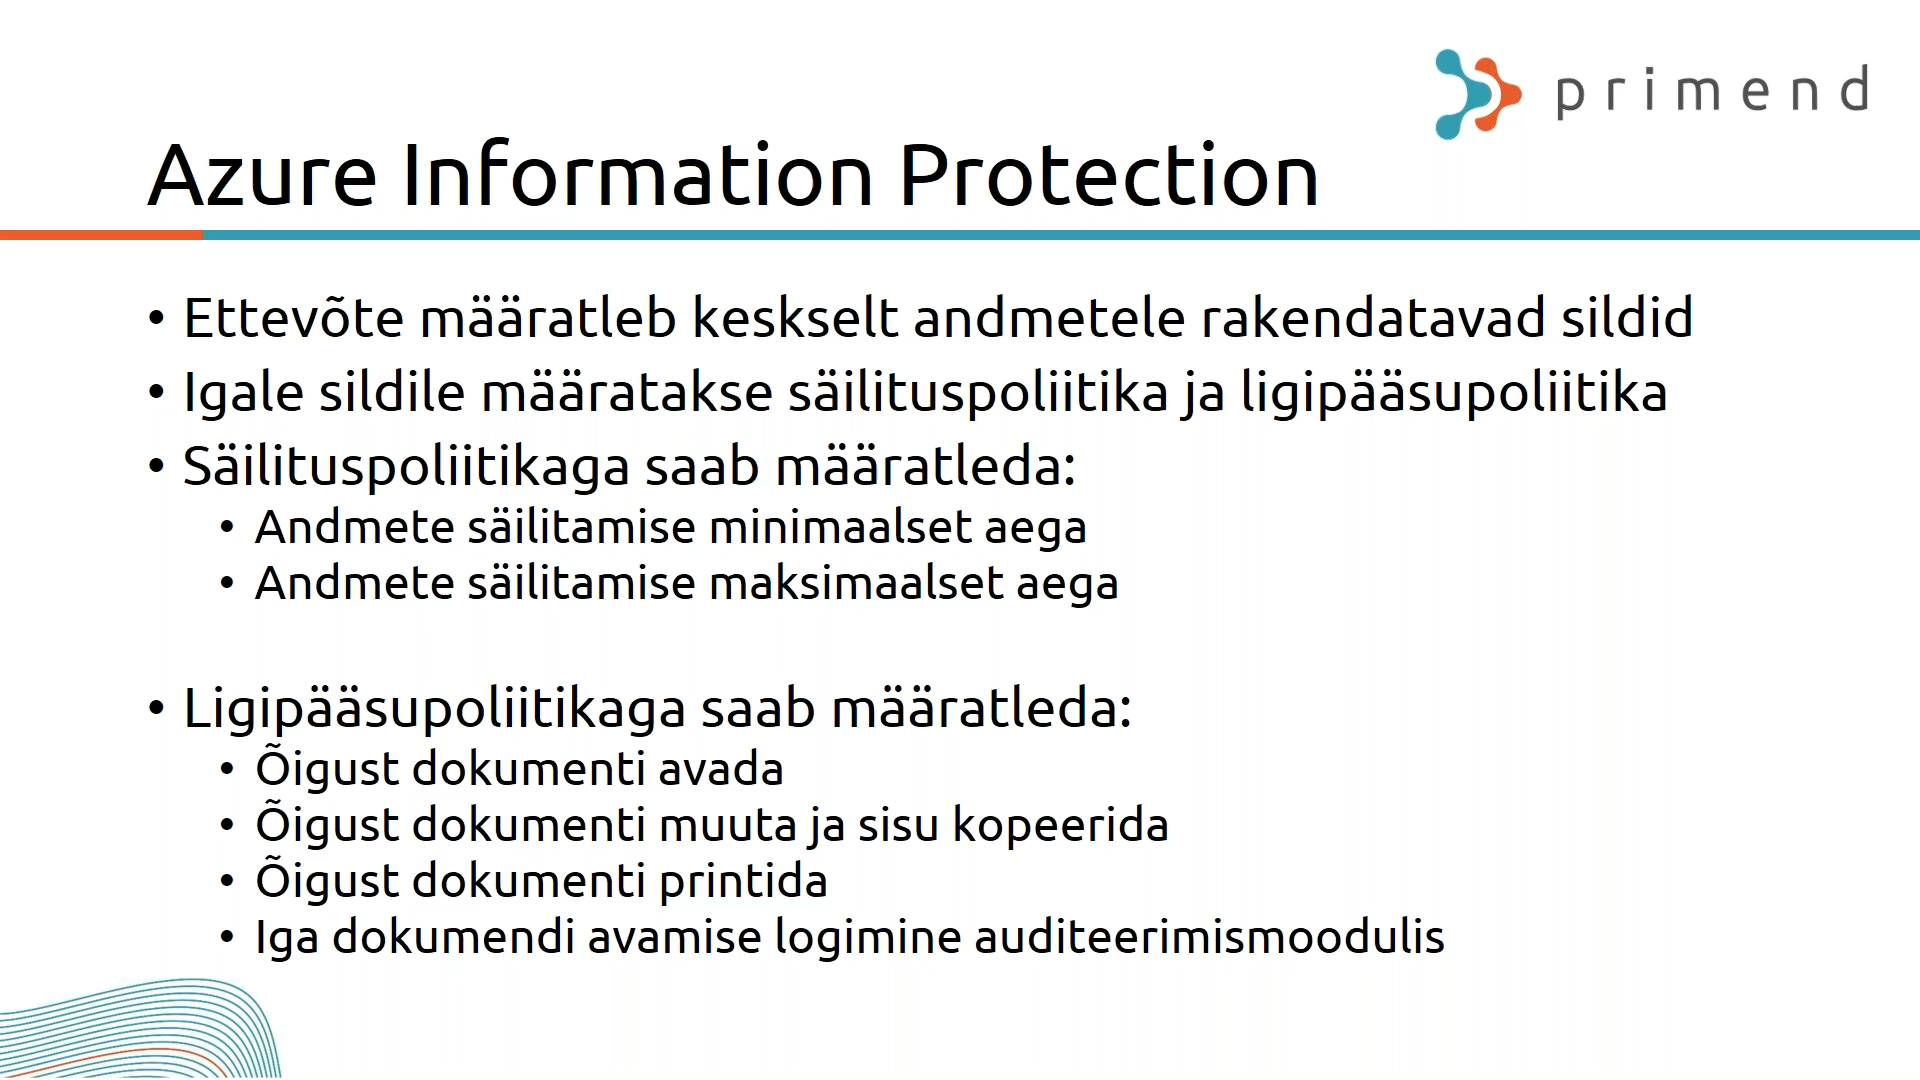 primend
Azure Information Protection
• Ettevõte määratleb keskselt andmetele rakendatavad sildid
• Igale sildile määratakse säilituspoliitika ja ligipääsupoliitika
• Säilituspoliitikaga saab määratleda:
• Andmete säilitamise minimaalset aega
• Andmete säilitamise maksimaalset aega
• Ligipääsupoliitikaga saab määratleda:
• Õigust dokumenti avada
• Õigust dokumenti muuta ja sisu kopeerida
• Õigust dokumenti printida
• Iga dokumendi avamise logimine auditeerimismoodulis